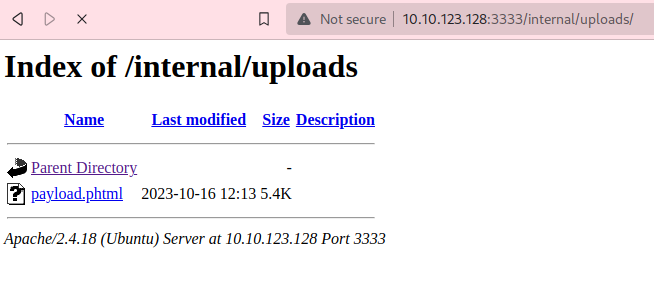 Not secure 10.10.123.128:3333/internal/uploads/
Index of /internal/uploads
Name Last modified Size Description
Parent Directory -
payload.phtml 2023-10-16 12:13 5.4K
Apache/2.4.18 (Ubuntu) Server at 10.10.123.128 Port 3333